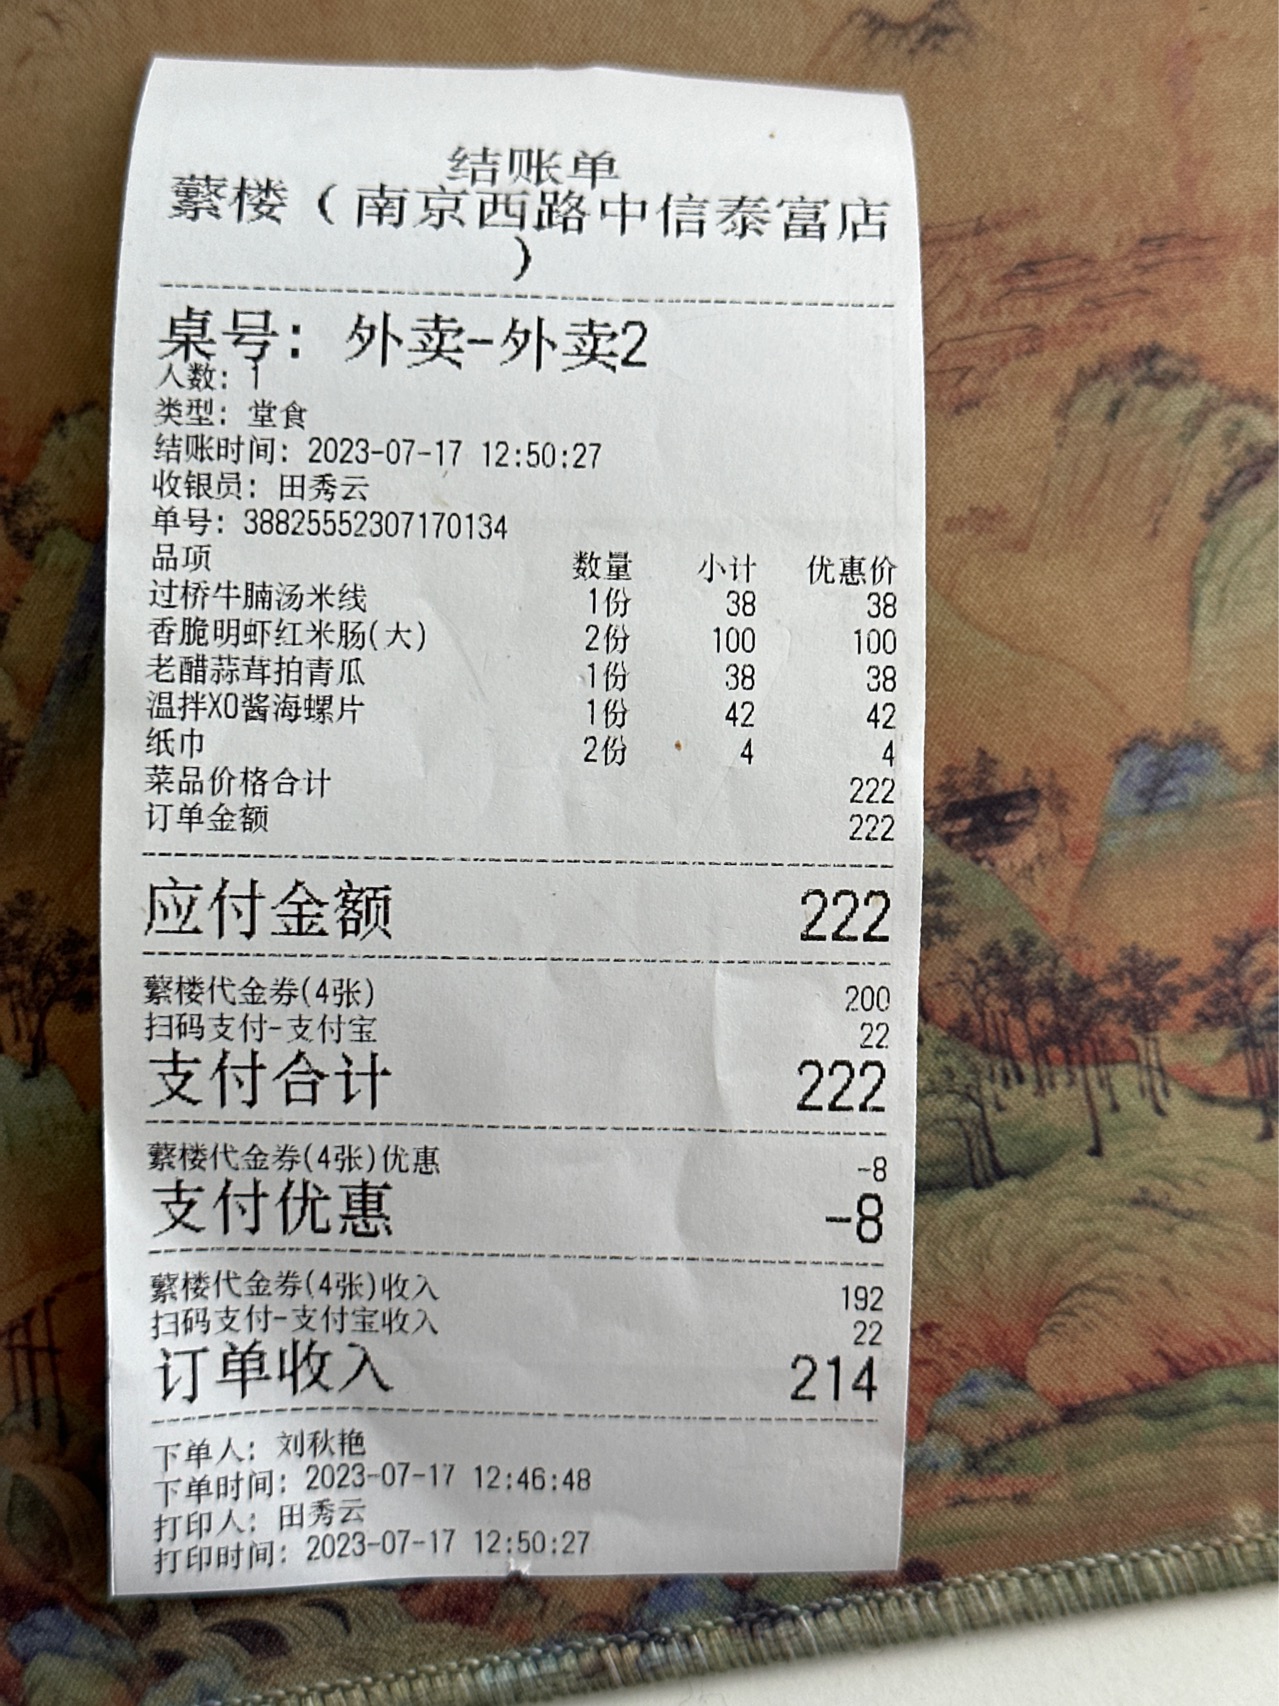 结账单
蘩楼（南京西路中信泰富店
）
桌号：外卖-外卖2
人数：1
类型：堂食
结账时间：2023-07-17 12:50:27
收银员：田秀云
单号：38825552307170134
品项 数量 小计 优惠价
过桥牛腩汤米线 1份 38 38
香脆明虾红米肠(大) 2份 100 100
老醋蒜茸拍青瓜 1份 38 38
温拌XO酱海螺片 1份 42 42
纸巾 2份 4 4
菜品价格合计 222
订单金额 222
应付金额 222
蘩楼代金券(4张) 200
扫码支付-支付宝 22
支付合计 222
蘩楼代金券(4张)优惠 -8
支付优惠 -8
蘩楼代金券(4张)收入 192
扫码支付-支付宝收入 22
订单收入 214
下单人：刘秋艳
下单时间：2023-07-17 12:46:48
打印人：田秀云
打印时间：2023-07-17 12:50:27